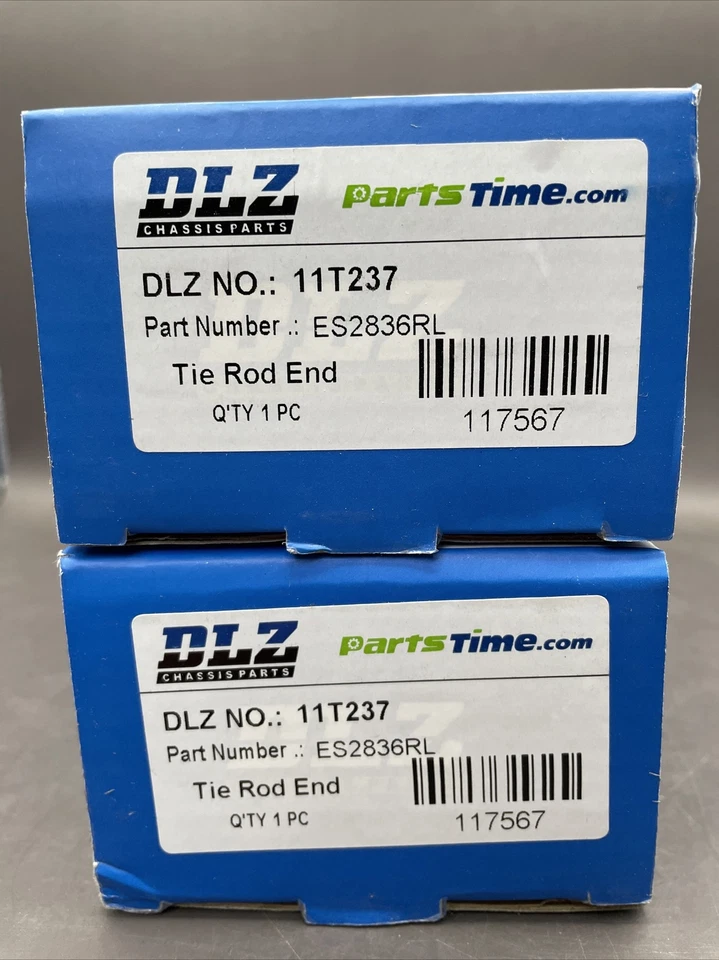 DLZ
CHASSIS PARTS
PartsTime.com
DLZ NO.: 11T237
Part Number .: ES2836RL
Tie Rod End
Q'TY 1 PC
117567
DLZ
CHASSIS PARTS
PartsTime.com
DLZ NO.: 11T237
Part Number .: ES2836RL
Tie Rod End
Q'TY 1 PC
117567